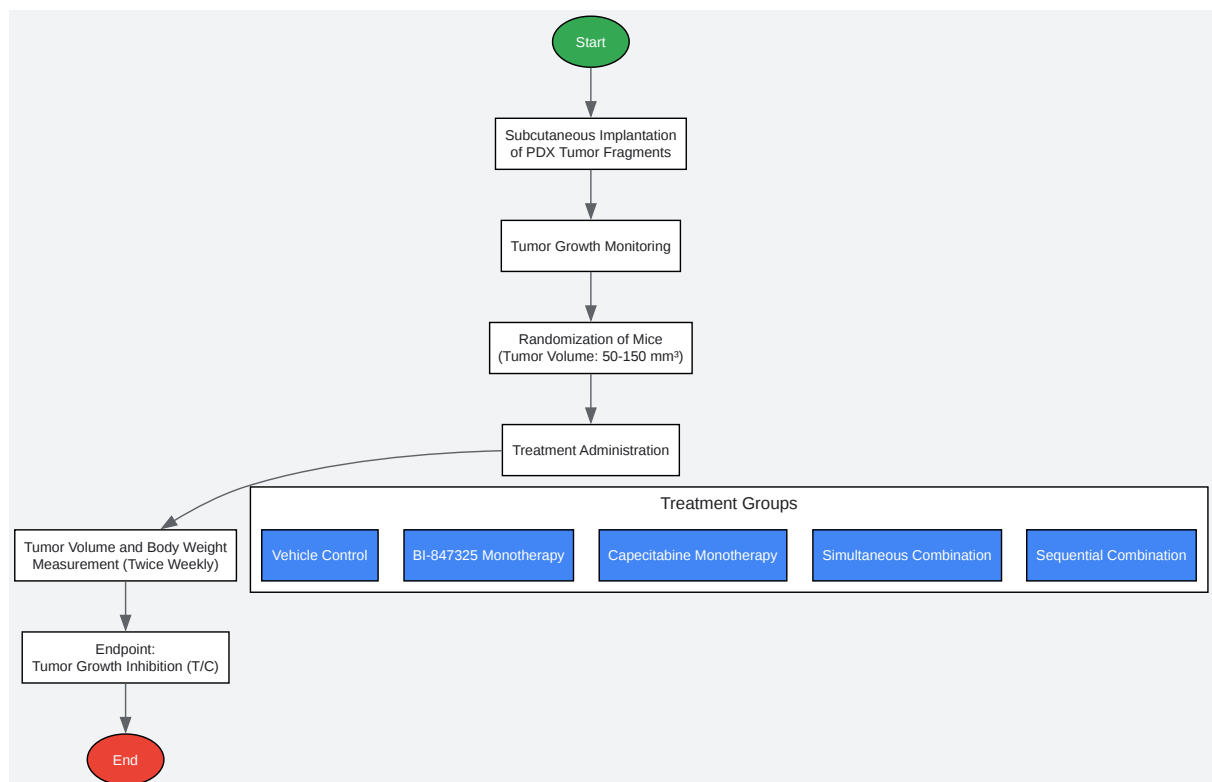 Start
Subcutaneous Implantation
of PDX Tumor Fragments
Tumor Growth Monitoring
Randomization of Mice
(Tumor Volume: 50-150 mm³)
Treatment Administration
Treatment Groups
Vehicle Control
BI-847325 Monotherapy
Capecitabine Monotherapy
Simultaneous Combination
Sequential Combination
Tumor Volume and Body Weight
Measurement (Twice Weekly)
Endpoint:
Tumor Growth Inhibition (T/C)
End